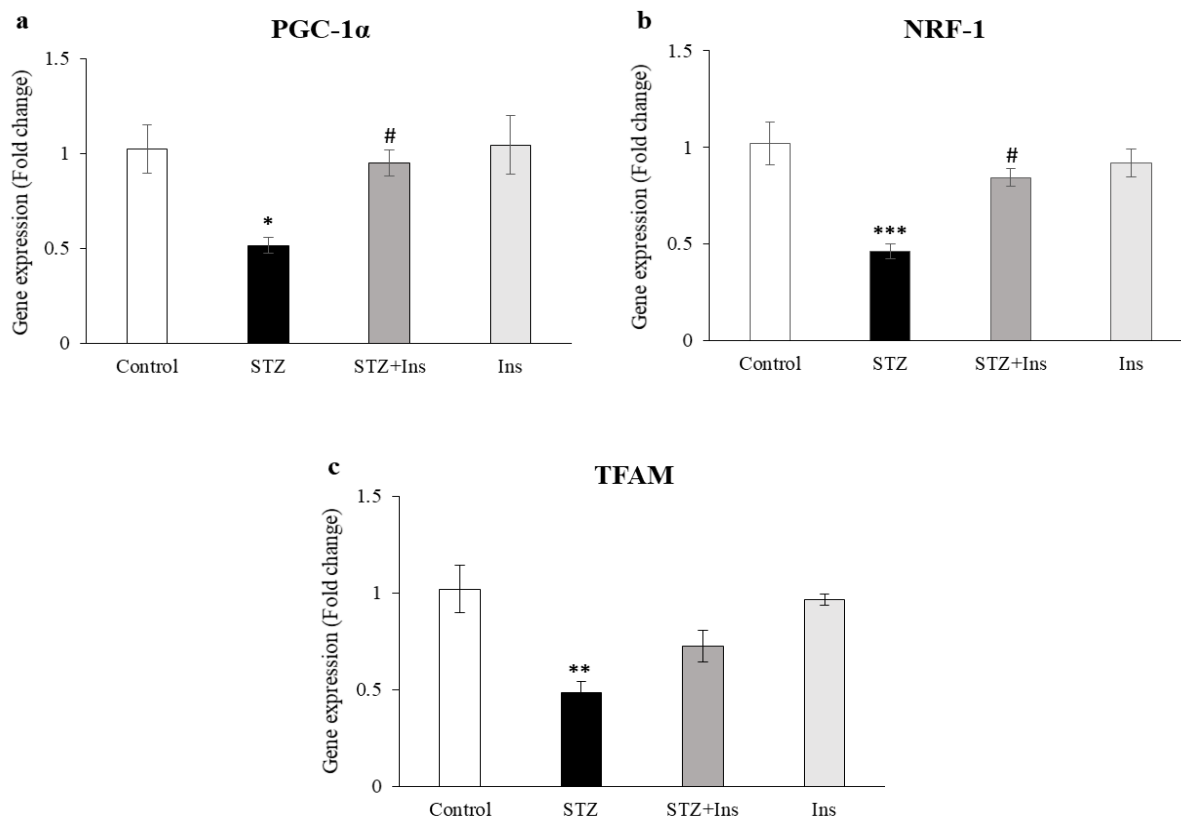 a
PGC-1α
Gene expression (Fold change)
1.5
1
0.5
0
*
#
Control
STZ
STZ+Ins
Ins
b
NRF-1
Gene expression (Fold change)
1.5
1
0.5
0
***
#
Control
STZ
STZ+Ins
Ins
c
TFAM
Gene expression (Fold change)
1.5
1
0.5
0
**
Control
STZ
STZ+Ins
Ins